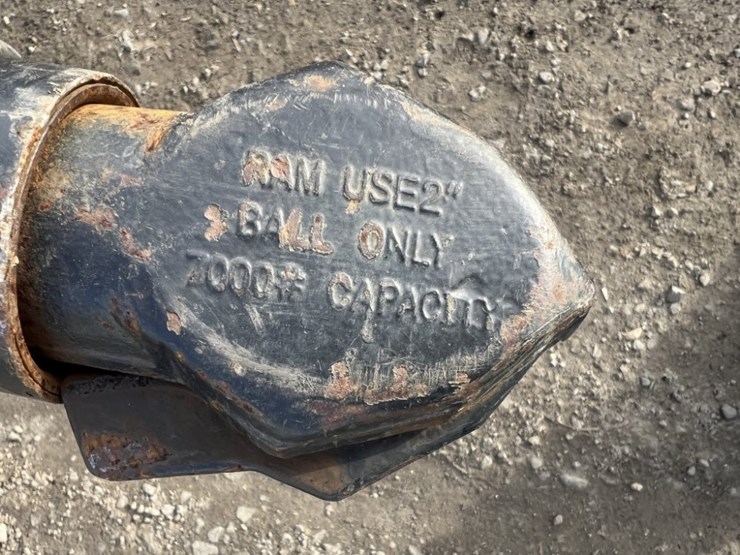 RAM USE 2"
BALL ONLY
7000# CAPACITY